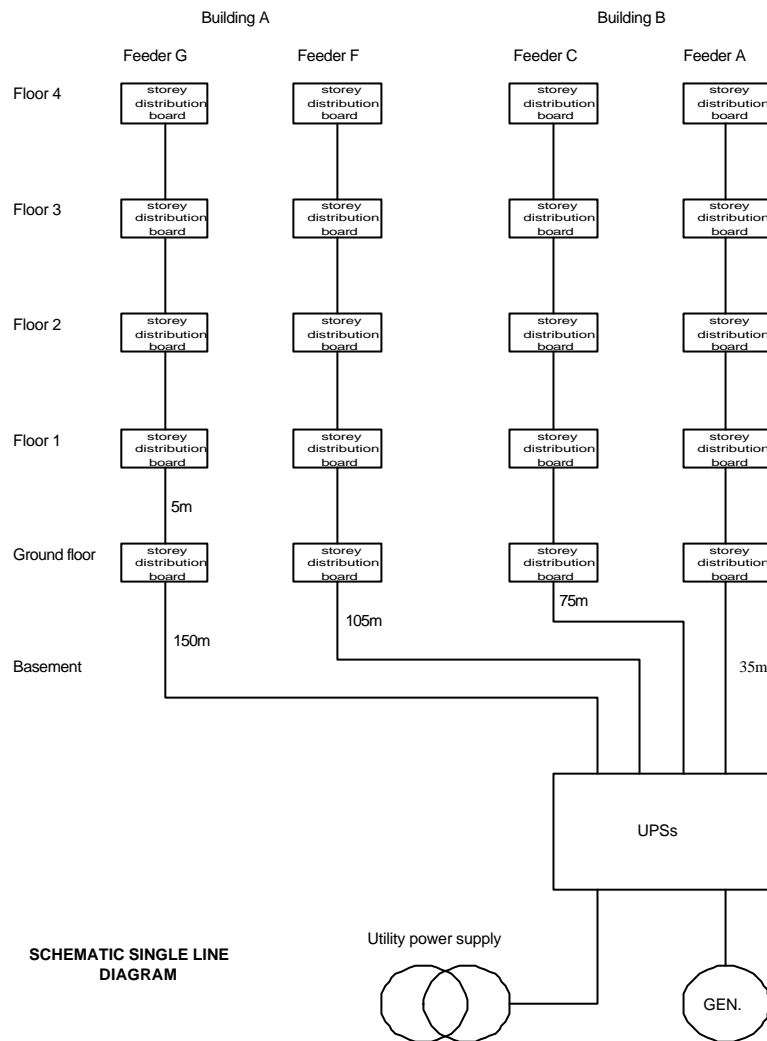 Building A Building B
Feeder G Feeder F Feeder C Feeder A
Floor 4
storey
distribution
board
storey
distribution
board
storey
distribution
board
storey
distribution
board
Floor 3
storey
distribution
board
storey
distribution
board
storey
distribution
board
storey
distribution
board
Floor 2
storey
distribution
board
storey
distribution
board
storey
distribution
board
storey
distribution
board
Floor 1
storey
distribution
board
storey
distribution
board
storey
distribution
board
storey
distribution
board
5m
Ground floor
storey
distribution
board
storey
distribution
board
storey
distribution
board
storey
distribution
board
75m
105m
150m
Basement
35m
UPSs
Utility power supply
SCHEMATIC SINGLE LINE
DIAGRAM
GEN.